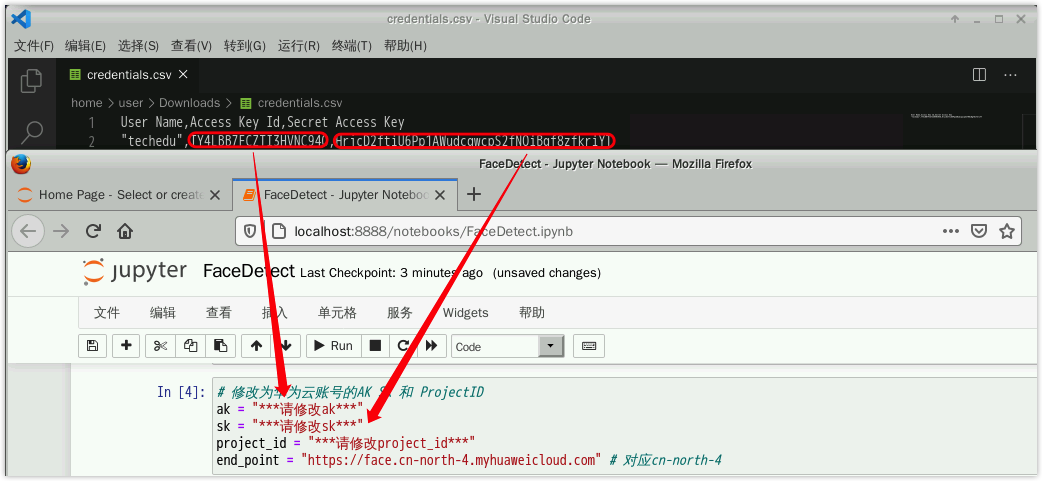 credentials.csv - Visual Studio Code
文件(F) 编辑(E) 选择(S) 查看(V) 转到(G) 运行(R) 终端(T) 帮助(H)
credentials.csv
home > user > Downloads > credentials.csv
1 User Name,Access Key Id,Secret Access Key
2 "techedu",
FaceDetect - Jupyter Notebook — Mozilla Firefox
Home Page - Select or create
FaceDetect - Jupyter Notebook
localhost:8888/notebooks/FaceDetect.ipynb
jupyter FaceDetect Last Checkpoint: 3 minutes ago (unsaved changes)
文件 编辑 查看 插入 单元格 服务 Widgets 帮助
Run Code
In [4]: # 修改为华为云账号的AK SK 和 ProjectID
ak = "***请修改ak***"
sk = "***请修改sk***"
project_id = "***请修改project_id***"
end_point = "https://face.cn-north-4.myhuaweicloud.com" # 对应cn-north-4